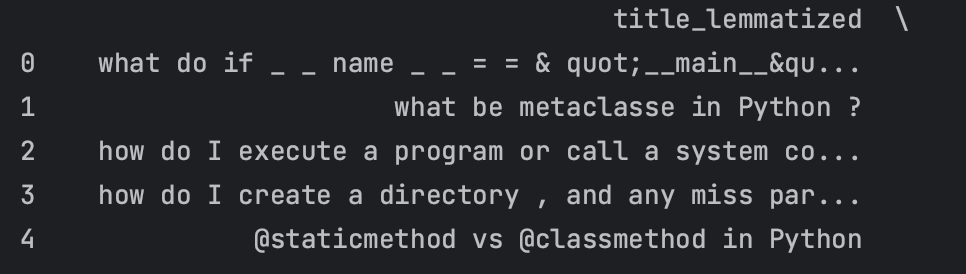 title_lemmatized \
0 what do if _ _ name _ _ = = & quot;__main__&qu...
1 what be metaclasse in Python ?
2 how do I execute a program or call a system co...
3 how do I create a directory , and any miss par...
4 @staticmethod vs @classmethod in Python